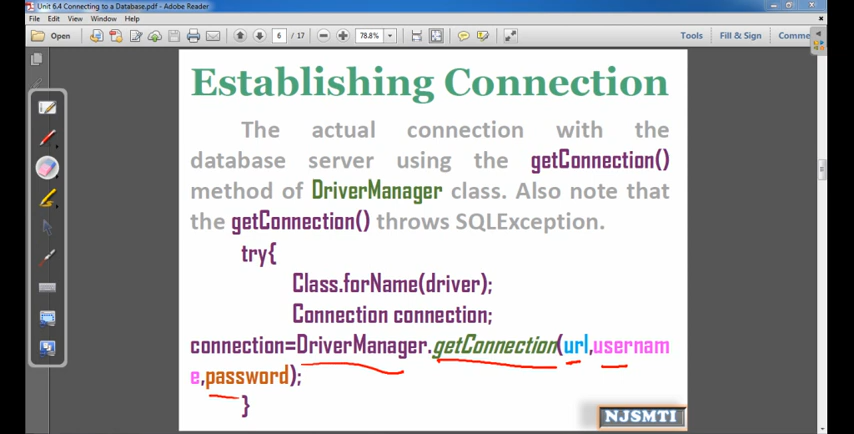 Unit 6.4 Connecting to a Database.pdf - Adobe Reader
File Edit View Window Help
Open 6 / 17 78.8% Tools Fill & Sign Comme
Establishing Connection
The actual connection with the
database server using the getConnection()
method of DriverManager class. Also note that
the getConnection() throws SQLException.
try{
Class.forName(driver);
Connection connection;
connection=DriverManager.getConnection(url,usernam
e,password);
}
NJSMTI